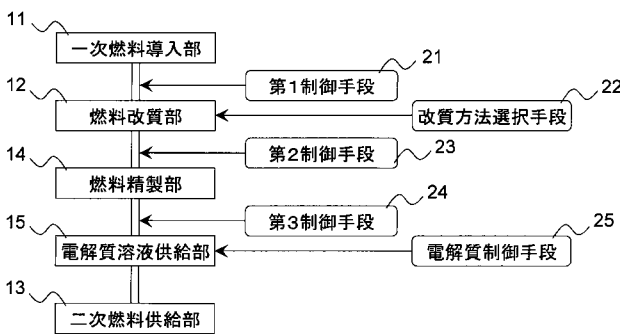 11
一次燃料導入部
21
第1制御手段
12
22
燃料改質部
改質方法選択手段
第2制御手段
23
14
燃料精製部
24
第3制御手段
15
25
電解質溶液供給部
電解質制御手段
13
二次燃料供給部